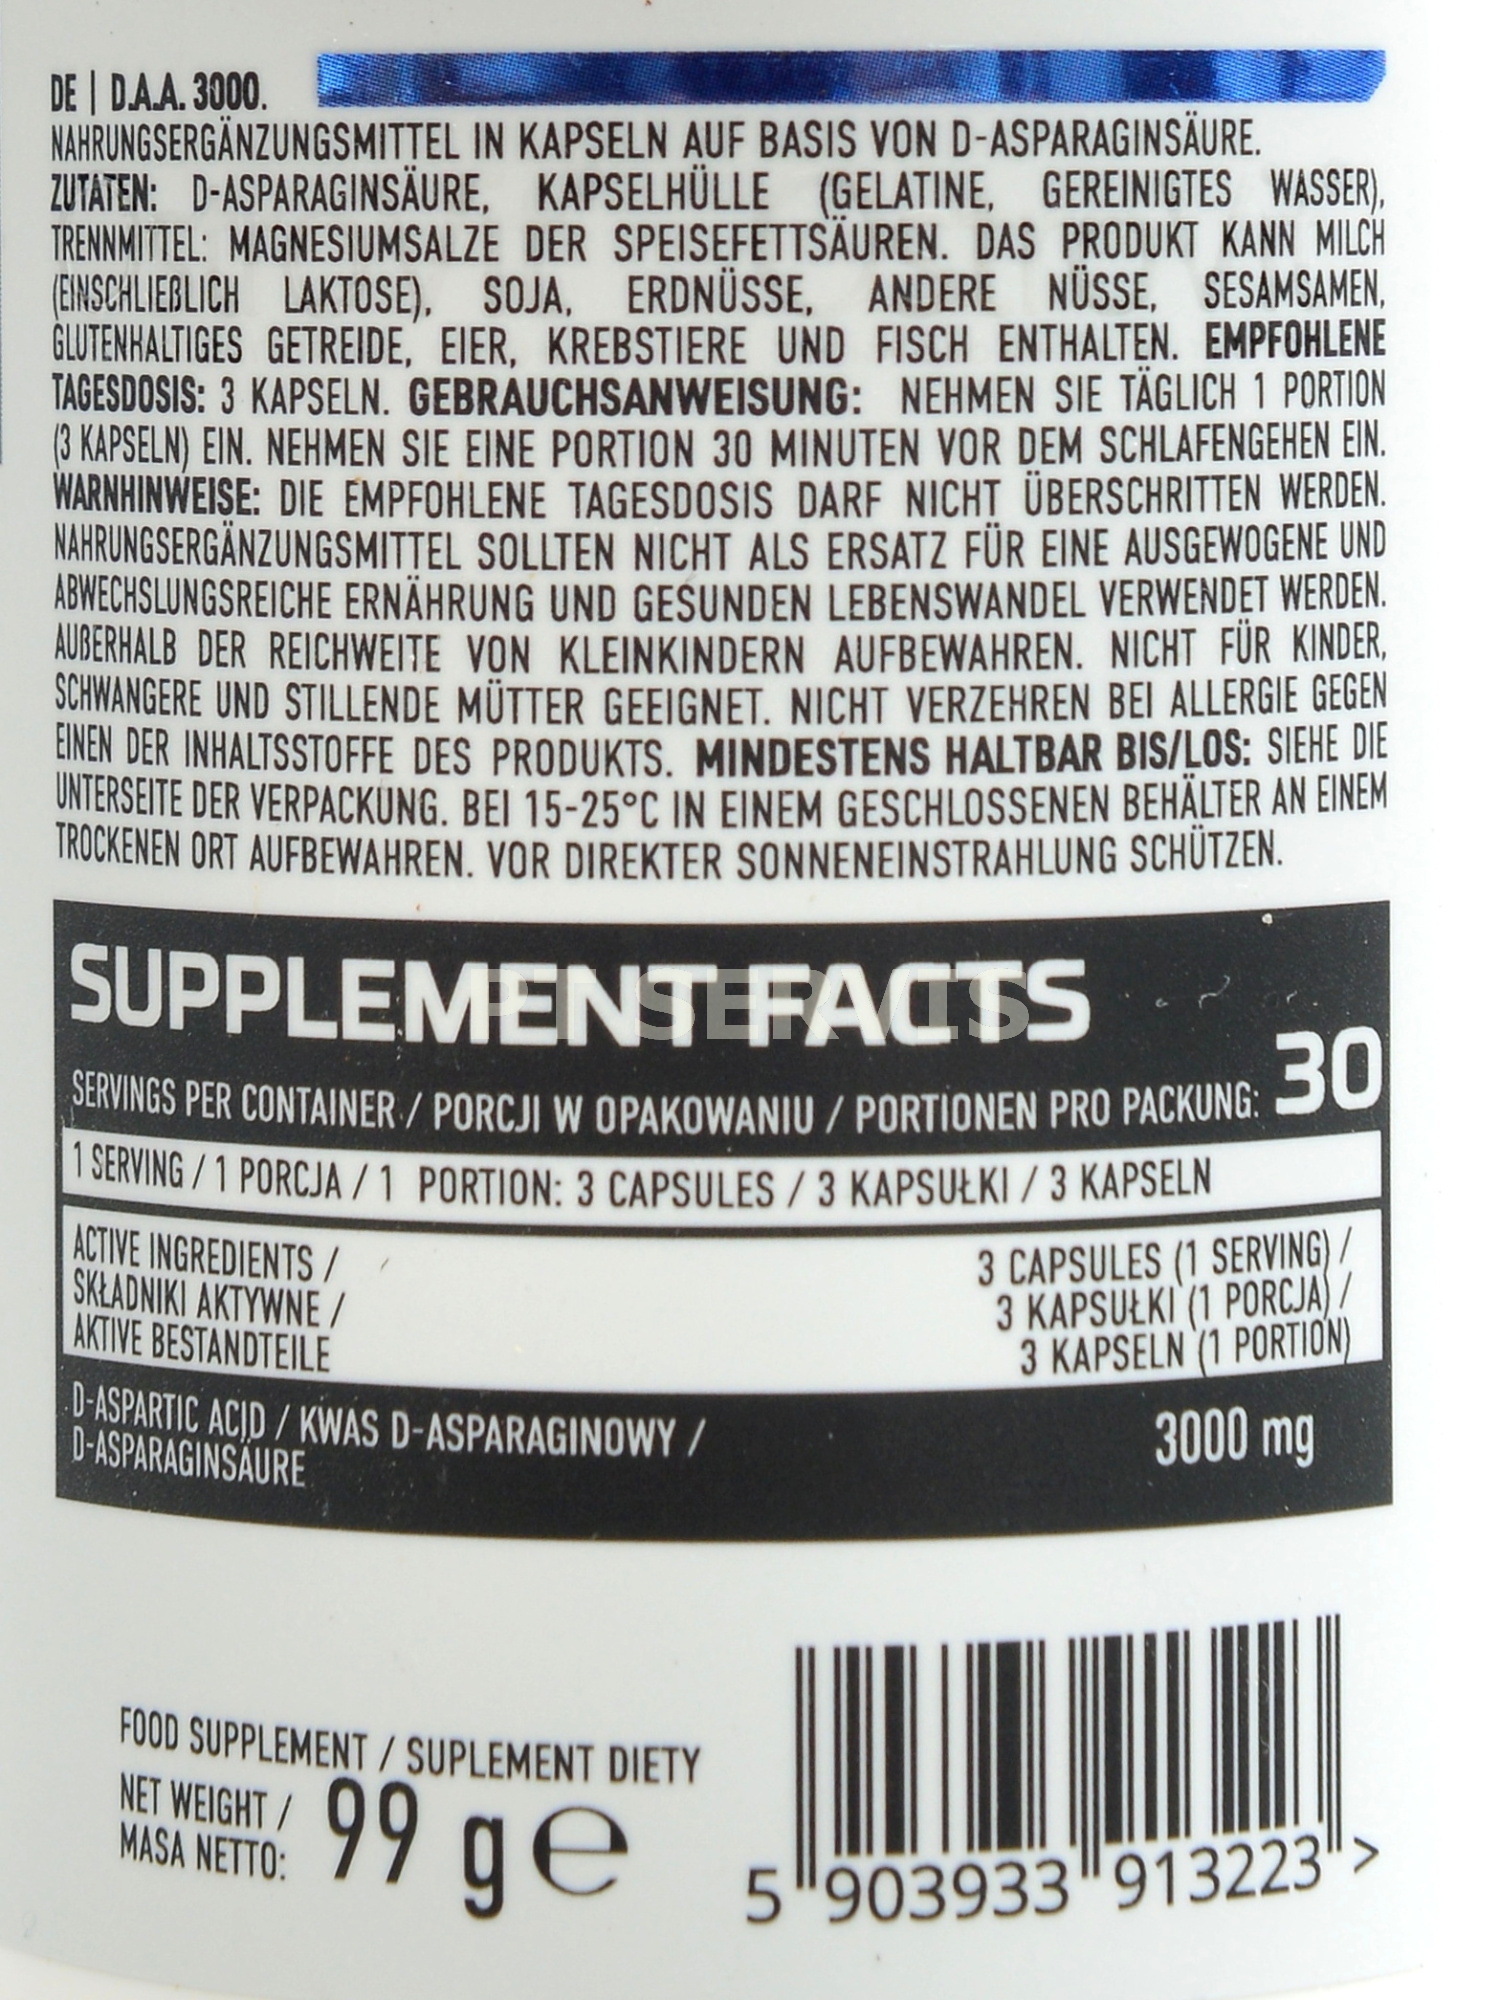 DE | D.A.A. 3000.
NAHRUNGSERGÄNZUNGSMITTEL IN KAPSELN AUF BASIS VON D-ASPARAGINSÄURE.
ZUTATEN: D-ASPARAGINSÄURE, KAPSELHÜLLE (GELATINE, GEREINIGTES WASSER),
TRENNMITTEL: MAGNESIUMSALZE DER SPEISEFETTSÄUREN. DAS PRODUKT KANN MILCH
(EINSCHLIEßLICH LAKTOSE), SOJA, ERDNÜSSE, ANDERE NÜSSE, SESAMSAMEN,
GLUTENHALTIGES GETREIDE, EIER, KREBSTIERE UND FISCH ENTHALTEN. EMPFOHLENE
TAGESDOSIS: 3 KAPSELN. GEBRAUCHSANWEISUNG: NEHMEN SIE TÄGLICH 1 PORTION
(3 KAPSELN) EIN. NEHMEN SIE EINE PORTION 30 MINUTEN VOR DEM SCHLAFENGEHEN EIN.
WARNHINWEISE: DIE EMPFOHLENE TAGESDOSIS DARF NICHT ÜBERSCHRITTEN WERDEN.
NAHRUNGSERGÄNZUNGSMITTEL SOLLTEN NICHT ALS ERSATZ FÜR EINE AUSGEWOGENE UND
ABWECHSLUNGSREICHE ERNÄHRUNG UND GESUNDEN LEBENSWANDEL VERWENDET WERDEN.
AUßERHALB DER REICHWEITE VON KLEINKINDERN AUFBEWAHREN. NICHT FÜR KINDER,
SCHWANGERE UND STILLENDE MÜTTER GEEIGNET. NICHT VERZEHREN BEI ALLERGIE GEGEN
EINEN DER INHALTSSTOFFE DES PRODUKTS. MINDESTENS HALTBAR BIS/LOS: SIEHE DIE
UNTERSEITE DER VERPACKUNG. BEI 15-25°C IN EINEM GESCHLOSSENEN BEHÄLTER AN EINEM
TROCKENEN ORT AUFBEWAHREN. VOR DIREKTER SONNENEINSTRAHLUNG SCHÜTZEN.
SUPPLEMENT FACTS
PT SERVIS
SERVINGS PER CONTAINER / PORCJI W OPAKOWANIU / PORTIONEN PRO PACKUNG: 30
1 SERVING / 1 PORCJA / 1 PORTION: 3 CAPSULES / 3 KAPSUŁKI / 3 KAPSELN
ACTIVE INGREDIENTS /
SKŁADNIKI AKTYWNE /
AKTIVE BESTANDTEILE
3 CAPSULES (1 SERVING) /
3 KAPSUŁKI (1 PORCJA) /
3 KAPSELN (1 PORTION)
D-ASPARTIC ACID / KWAS D-ASPARAGINOWY /
D-ASPARAGINSÄURE
3000 mg
FOOD SUPPLEMENT / SUPLEMENT DIETY
NET WEIGHT /
MASA NETTO:
99 g e
5 903933 913223 >